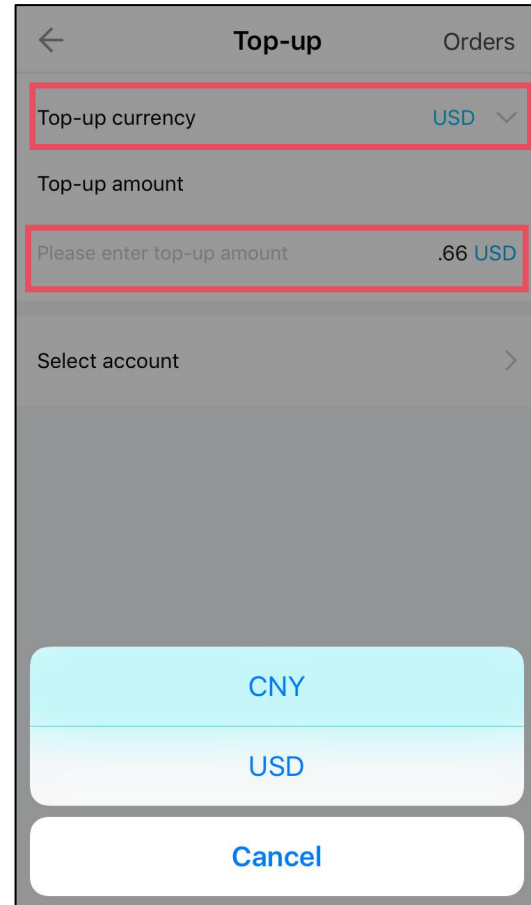 Top-up Orders
Top-up currency USD
Top-up amount
Please enter top-up amount .66 USD
Select account
CNY
USD
Cancel